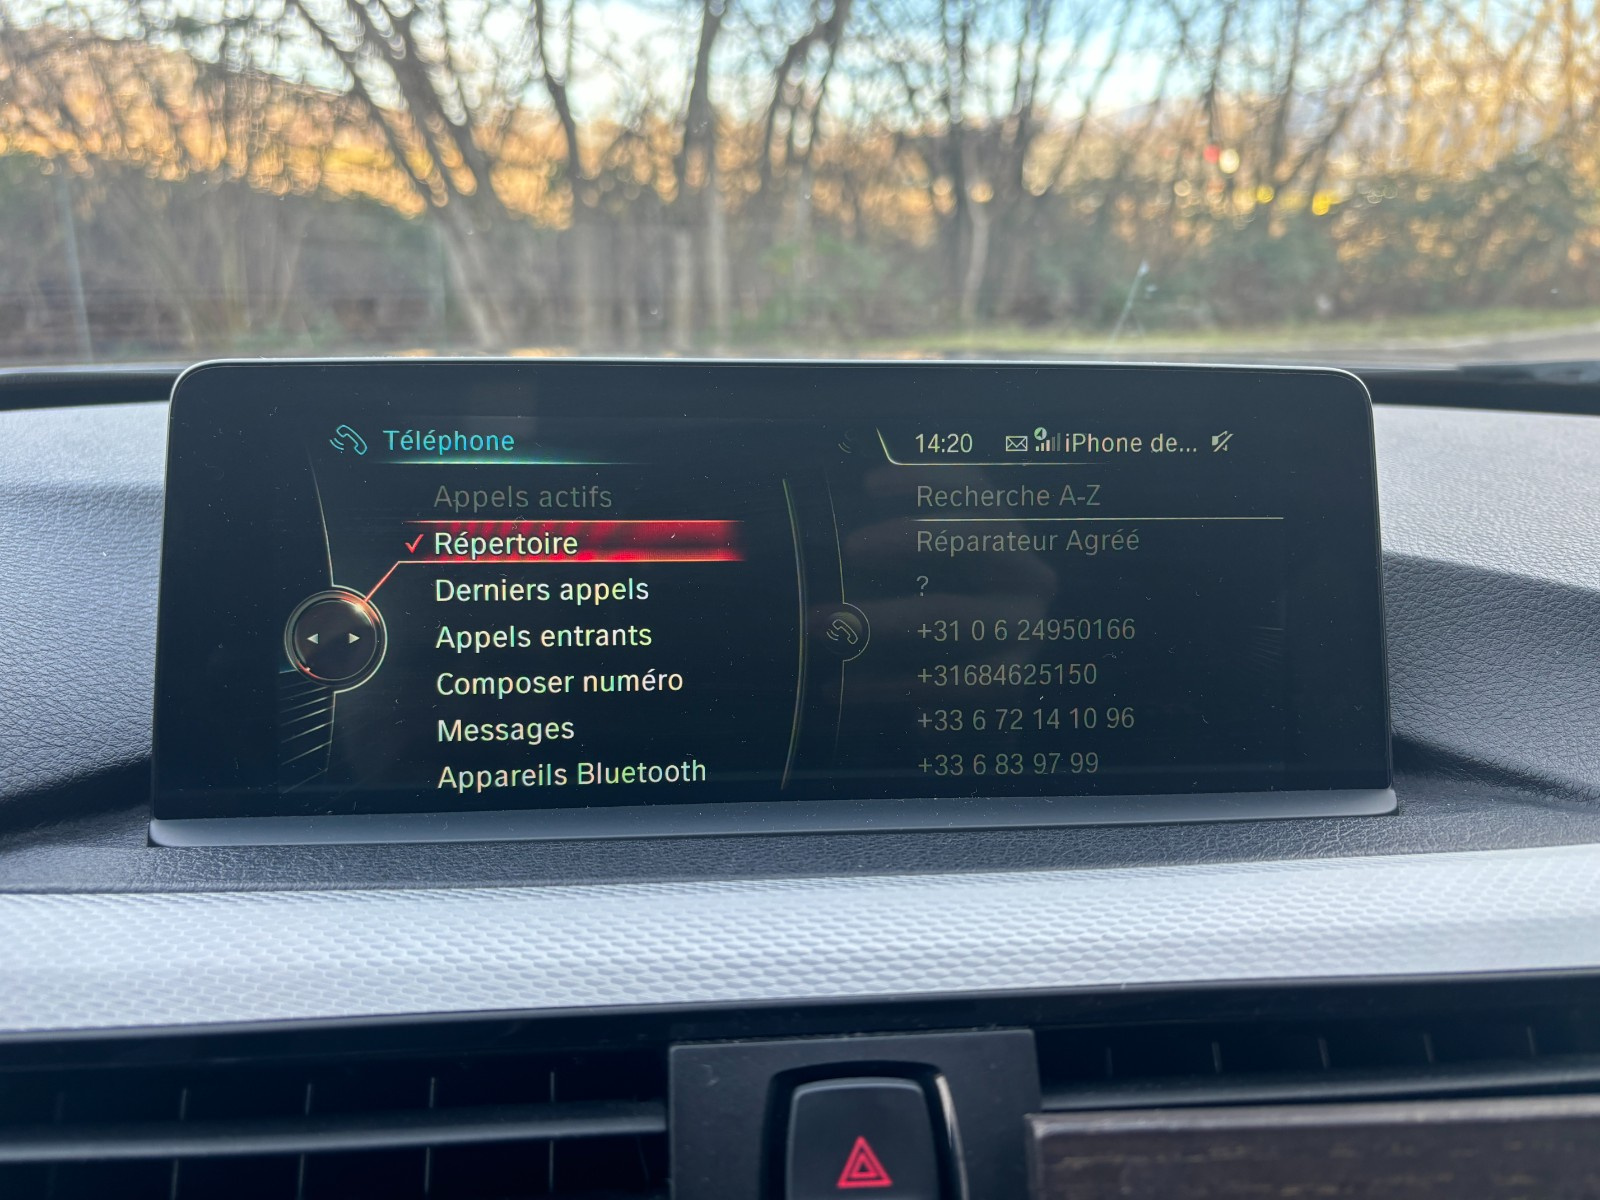 Téléphone
Appels actifs
Répertoire
Derniers appels
Appels entrants
Composer numéro
Messages
Appareils Bluetooth
14:20 iPhone de...
Recherche A-Z
Réparateur Agréé
?
+31 0 6 24950166
+31684625150
+33 6 72 14 10 96
+33 6 83 97 99